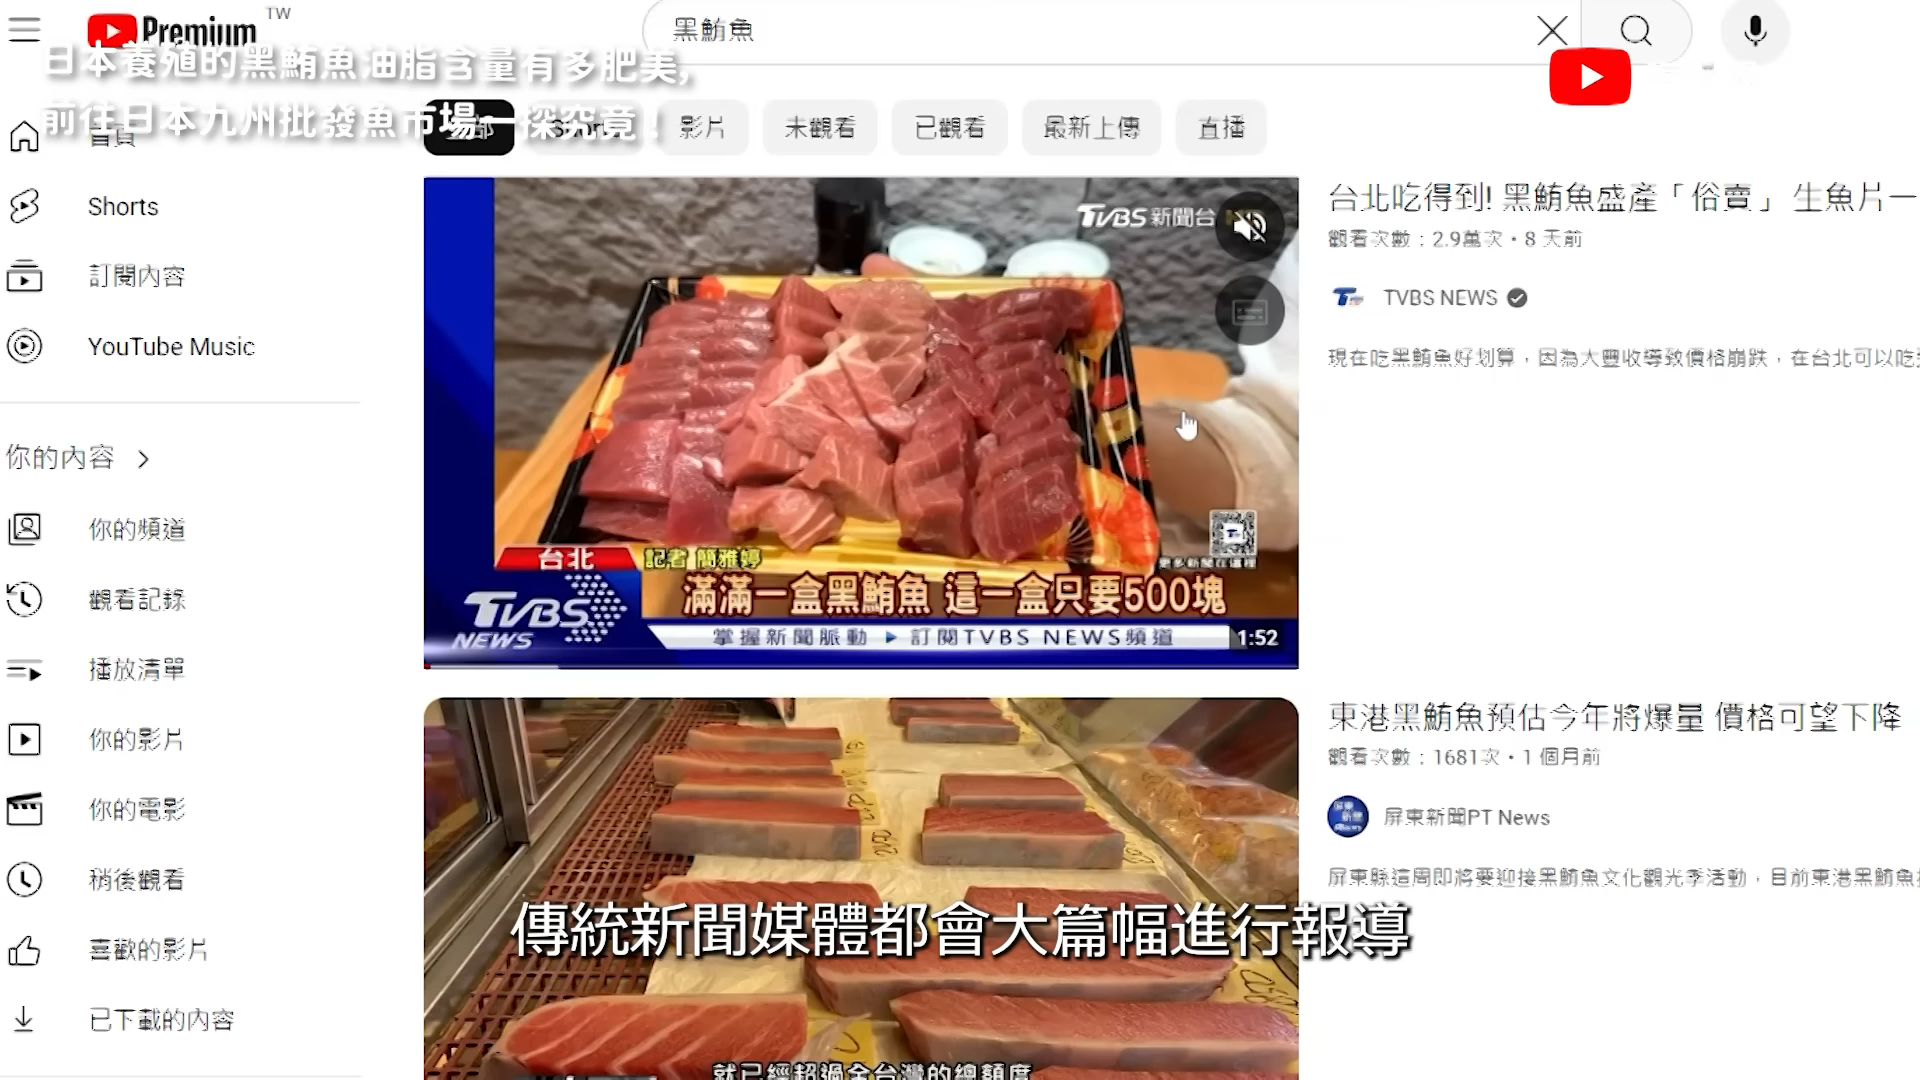 Premium TW
黑鮪魚
日本養殖的黑鮪魚油脂含量有多肥美,
前往日本九州批發魚市場一探究竟!
首頁
Shorts
訂閱內容
YouTube Music
你的內容
你的頻道
觀看記錄
播放清單
你的影片
你的電影
稍後觀看
喜歡的影片
已下載的內容
影片
未觀看
已觀看
最新上傳
直播
TVBS新聞台
台北
記者 簡雅婷
滿滿一盒黑鮪魚 這一盒只要500塊
TVBS NEWS
掌握新聞脈動 ▶ 訂閱TVBS NEWS頻道
1:52
台北吃得到! 黑鮪魚盛產「俗賣」 生魚片一
觀看次數:2.9萬次・8 天前
TVBS NEWS
現在吃黑鮪魚好划算,因為大豐收導致價格崩跌,在台北可以吃
東港黑鮪魚預估今年將爆量 價格可望下降
觀看次數:1681次・1 個月前
屏東新聞PT News
屏東縣這周即將要迎接黑鮪魚文化觀光季活動,目前東港黑鮪魚
傳統新聞媒體都會大篇幅進行報導
就已經超過全台灣的總額度